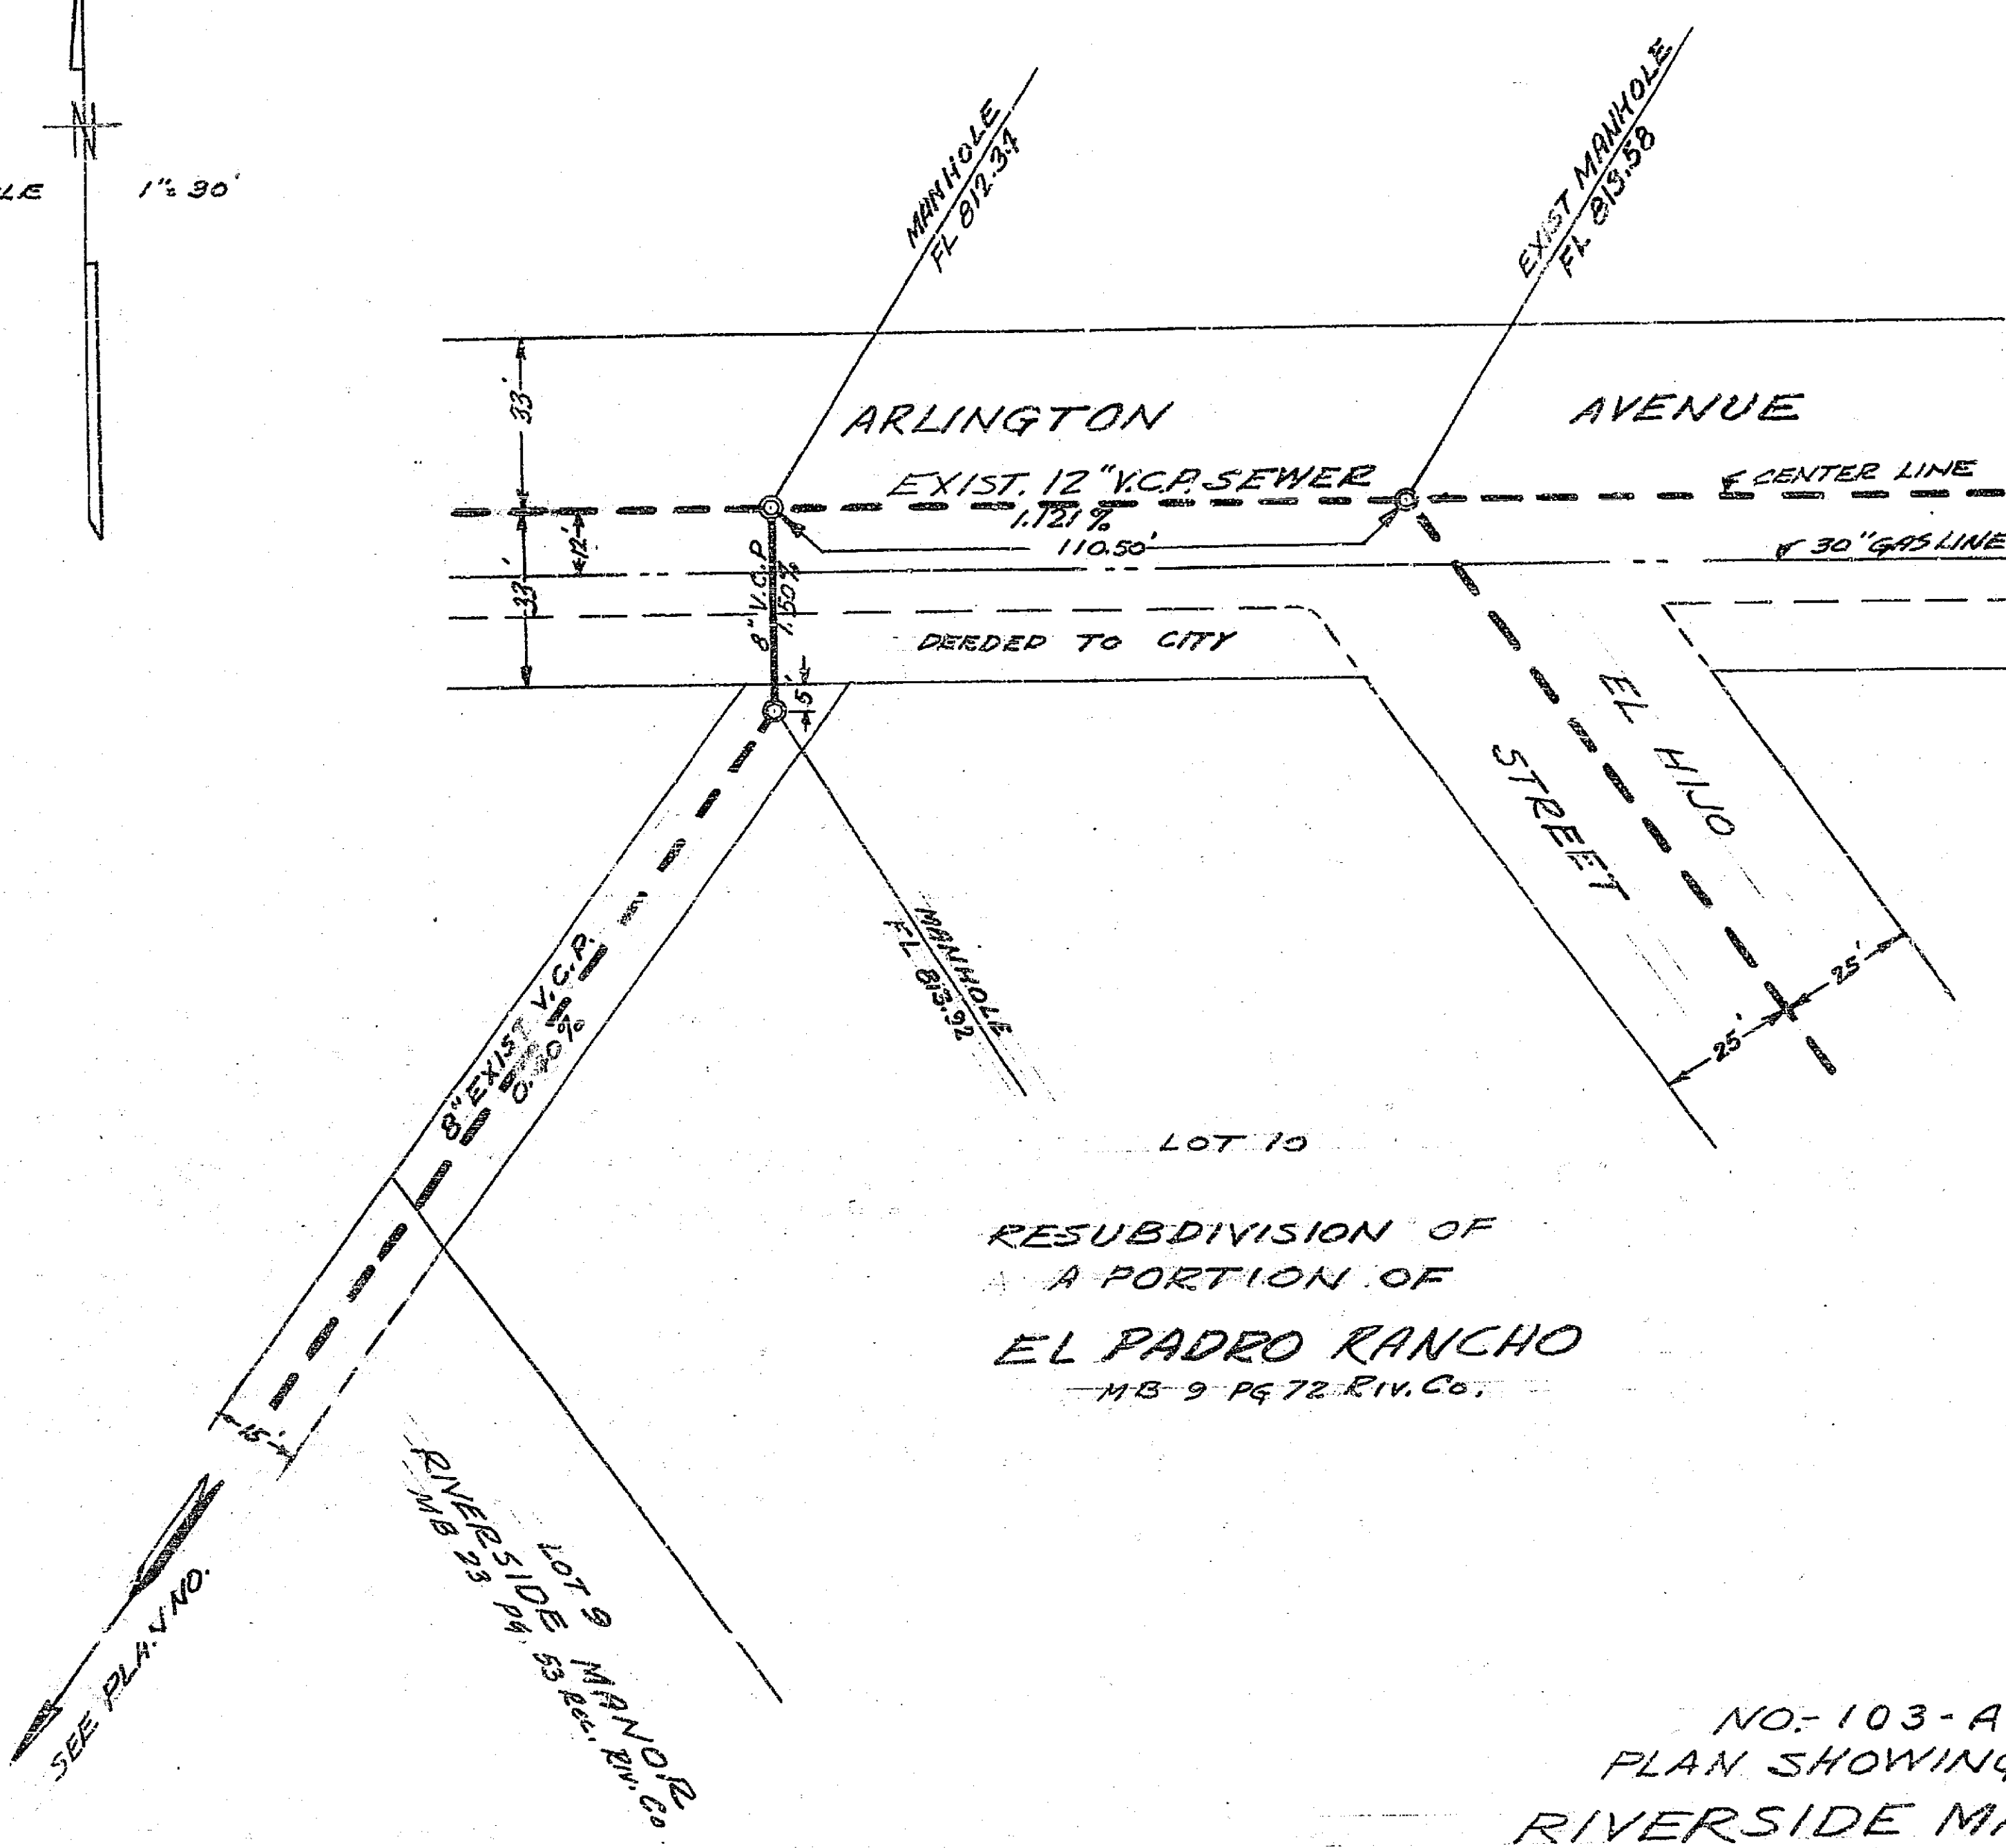 N
1"=30'
MANHOLE
FL 812.34
EXIST MANHOLE
FL 813.58
33'
ARLINGTON AVENUE
EXIST. 12" V.C.P. SEWER
CENTER LINE
1.121%
110.50'
12'
30" GAS LINE
33'
8" V.C.P.
1.50%
DEEDED TO CITY
5'
EL HIJO
STREET
MANHOLE
FL 813.92
25'
25'
8" EXIST V.C.P.
LOT 10
RESUBDIVISION OF
A PORTION OF
EL PADRO RANCHO
MB 9 PG 72 RIV. CO.
15'
LOT 9
RIVERSIDE MANOR
MB 23 PG. 53 REC. RIV. CO
SEE PLAN NO.
NO.-103-A
PLAN SHOWING
RIVERSIDE